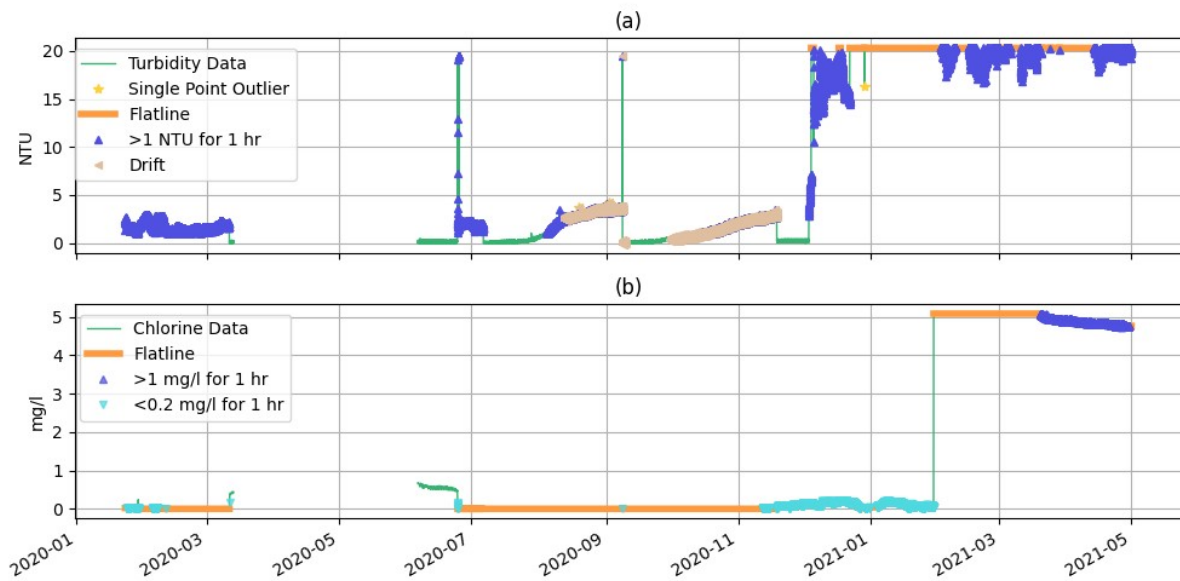 (a)
20
15
10
5
0
NTU
Turbidity Data
Single Point Outlier
Flatline
>1 NTU for 1 hr
Drift
(b)
5
4
3
2
1
0
mg/l
Chlorine Data
Flatline
>1 mg/l for 1 hr
<0.2 mg/l for 1 hr
2020-01
2020-03
2020-05
2020-07
2020-09
2020-11
2021-01
2021-03
2021-05